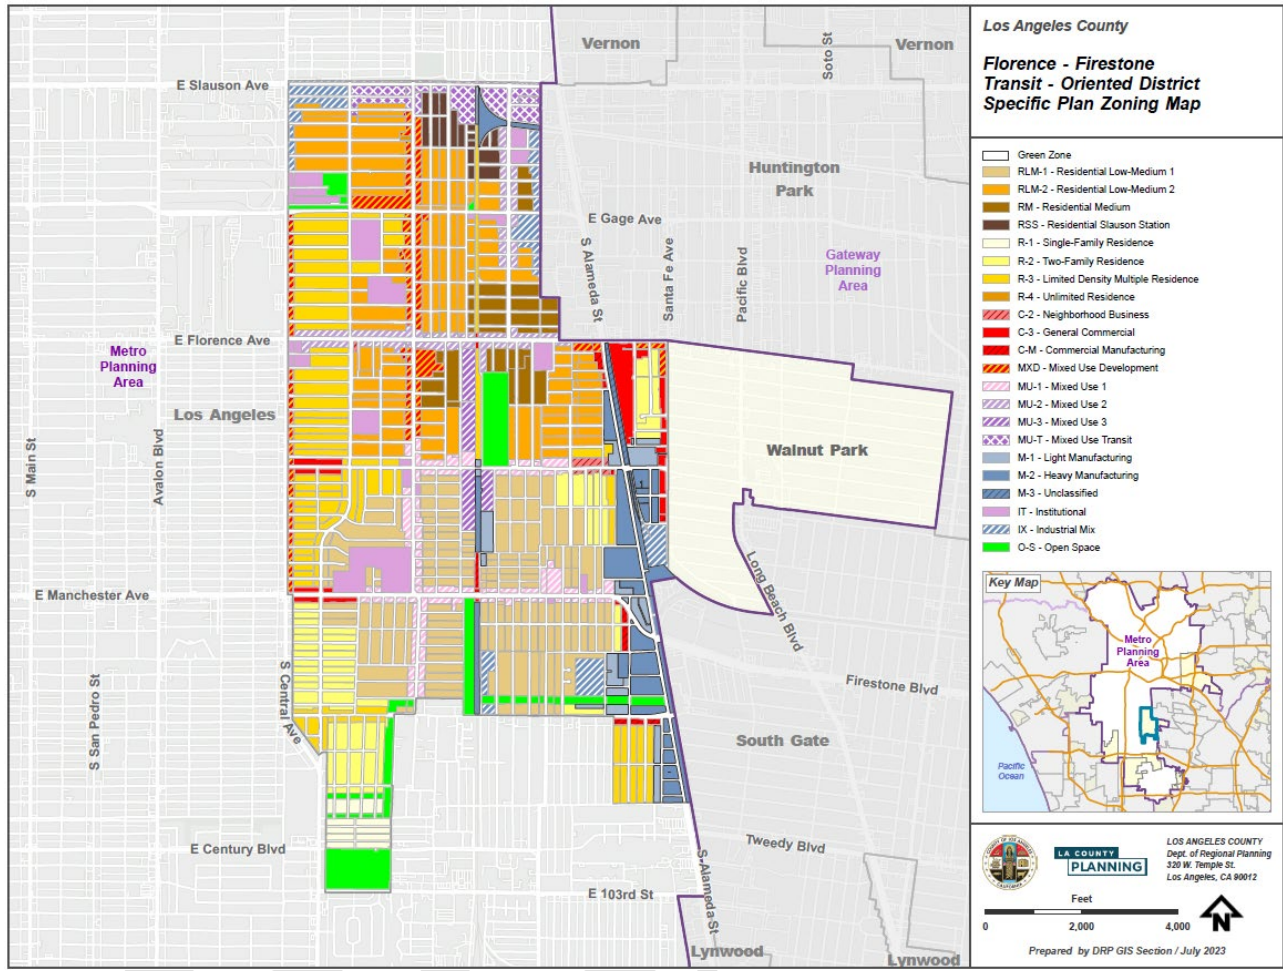 Vernon
Vernon
Soto St
E Slauson Ave
Huntington
Park
E Gage Ave
S Alameda St
Santa Fe Ave
Pacific Blvd
Gateway
Planning
Area
E Florence Ave
Metro
Planning
Area
Los Angeles
S Main St
Avalon Blvd
Walnut Park
Long Beach Blvd
E Manchester Ave
S San Pedro St
S Central Ave
Firestone Blvd
South Gate
E Century Blvd
Tweedy Blvd
S Alameda St
E 103rd St
Lynwood
Lynwood
Los Angeles County
Florence - Firestone
Transit - Oriented District
Specific Plan Zoning Map
Green Zone
RLM-1 - Residential Low-Medium 1
RLM-2 - Residential Low-Medium 2
RM - Residential Medium
RSS - Residential Slauson Station
R-1 - Single-Family Residence
R-2 - Two-Family Residence
R-3 - Limited Density Multiple Residence
R-4 - Unlimited Residence
C-2 - Neighborhood Business
C-3 - General Commercial
C-M - Commercial Manufacturing
MXD - Mixed Use Development
MU-1 - Mixed Use 1
MU-2 - Mixed Use 2
MU-3 - Mixed Use 3
MU-T - Mixed Use Transit
M-1 - Light Manufacturing
M-2 - Heavy Manufacturing
M-3 - Unclassified
IT - Institutional
IX - Industrial Mix
O-S - Open Space
Key Map
Metro
Planning
Area
Pacific
Ocean
LA COUNTY
PLANNING
LOS ANGELES COUNTY
Dept. of Regional Planning
320 W. Temple St.
Los Angeles, CA 90012
Feet
0 2,000 4,000
N
Prepared by DRP GIS Section / July 2023